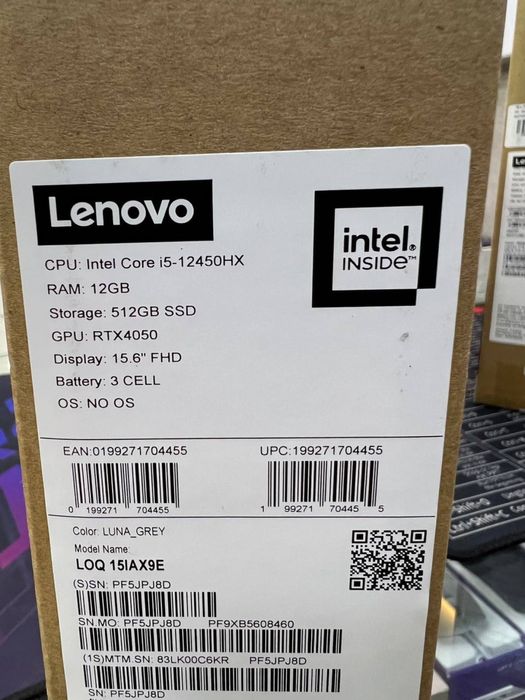 Lenovo
intel®
INSIDE™
CPU: Intel Core i5-12450HX
RAM: 12GB
Storage: 512GB SSD
GPU: RTX4050
Display: 15.6" FHD
Battery: 3 CELL
OS: NO OS
EAN:0199271704455
UPC:199271704455
0 199271 704455
1 99271 70445 5
Color: LUNA_GREY
Model Name:
LOQ 15IAX9E
(S)SN: PF5JPJ8D
SN.MO: PF5JPJ8D PF9XB5608460
(1S)MTM.SN: 83LK00C6KR PF5JPJ8D
SN: PF5JPJ8D